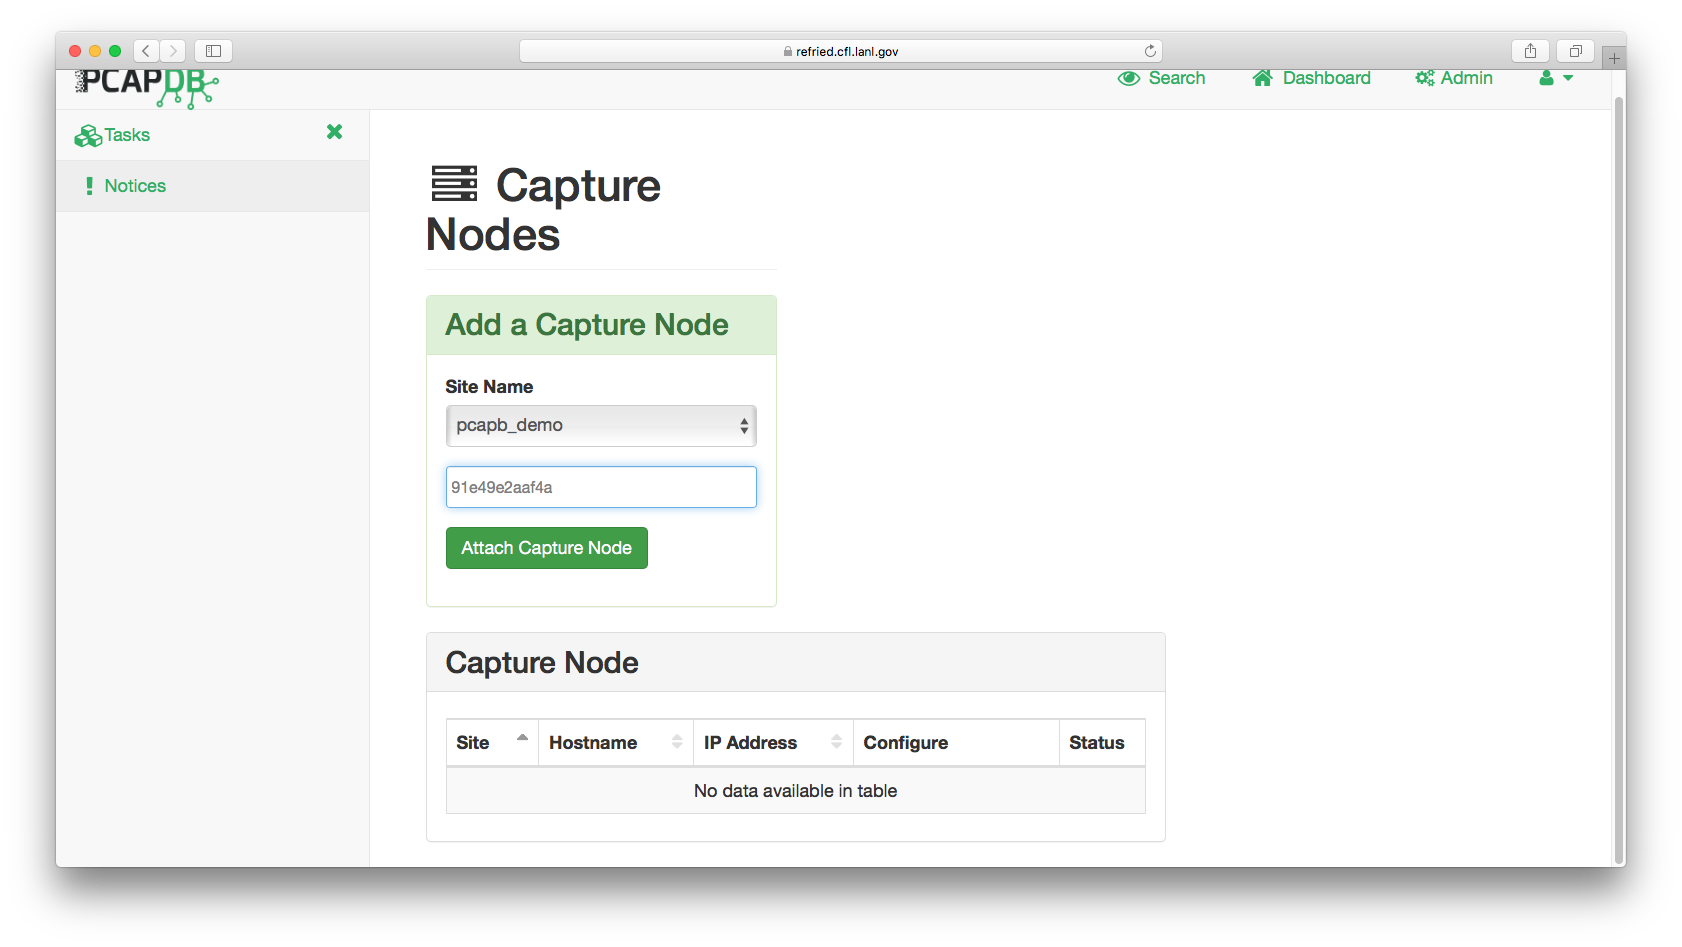 refried.cfl.lanl.gov
PCAPDB
Search
Dashboard
Admin
Tasks
Notices
Capture
Nodes
Add a Capture Node
Site Name
pcapb_demo
91e49e2aaf4a
Attach Capture Node
Capture Node
Site Hostname IP Address Configure Status
No data available in table